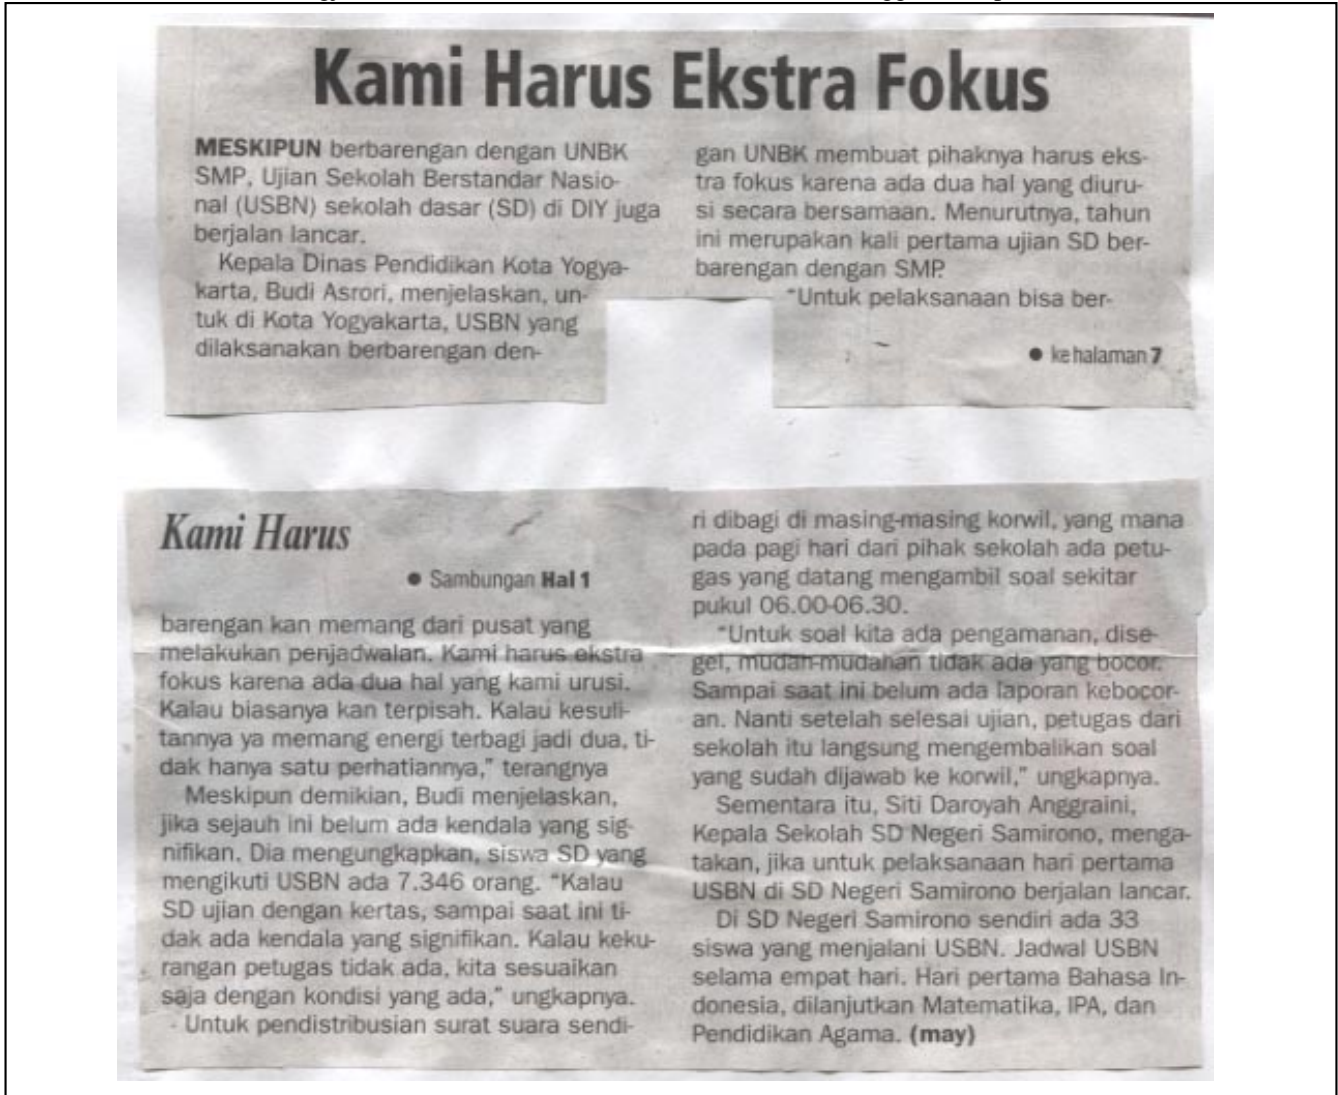 Kami Harus Ekstra Fokus
MESKIPUN berbarengan dengan UNBK
SMP, Ujian Sekolah Berstandar Nasio-
nal (USBN) sekolah dasar (SD) di DIY juga
berjalan lancar.
Kepala Dinas Pendidikan Kota Yogya-
karta, Budi Asrori, menjelaskan, un-
tuk di Kota Yogyakarta, USBN yang
dilaksanakan berbarengan den-
gan UNBK membuat pihaknya harus eks-
tra fokus karena ada dua hal yang diuru-
si secara bersamaan. Menurutnya, tahun
ini merupakan kali pertama ujian SD ber-
barengan dengan SMP.
"Untuk pelaksanaan bisa ber-
● ke halaman 7
Kami Harus
● Sambungan Hal 1
barengan kan memang dari pusat yang
melakukan penjadwalan. Kami harus ekstra
fokus karena ada dua hal yang kami urusi.
Kalau biasanya kan terpisah. Kalau kesuli-
tannya ya memang energi terbagi jadi dua, ti-
dak hanya satu perhatiannya," terangnya
Meskipun demikian, Budi menjelaskan,
jika sejauh ini belum ada kendala yang sig-
nifikan. Dia mengungkapkan, siswa SD yang
mengikuti USBN ada 7.346 orang. "Kalau
SD ujian dengan kertas, sampai saat ini ti-
dak ada kendala yang signifikan. Kalau keku-
rangan petugas tidak ada, kita sesuaikan
saja dengan kondisi yang ada," ungkapnya.
Untuk pendistribusian surat suara sendi-
ri dibagi di masing-masing korwil, yang mana
pada pagi hari dari pihak sekolah ada petu-
gas yang datang mengambil soal sekitar
pukul 06.00-06.30.
"Untuk soal kita ada pengamanan, dise-
gel, mudah-mudahan tidak ada yang bocor.
Sampai saat ini belum ada laporan kebocor-
an. Nanti setelah selesai ujian, petugas dari
sekolah itu langsung mengembalikan soal
yang sudah dijawab ke korwil," ungkapnya.
Sementara itu, Siti Daroyah Anggraini,
Kepala Sekolah SD Negeri Samirono, menga-
takan, jika untuk pelaksanaan hari pertama
USBN di SD Negeri Samirono berjalan lancar.
Di SD Negeri Samirono sendiri ada 33
siswa yang menjalani USBN. Jadwal USBN
selama empat hari. Hari pertama Bahasa In-
donesia, dilanjutkan Matematika, IPA, dan
Pendidikan Agama. (may)